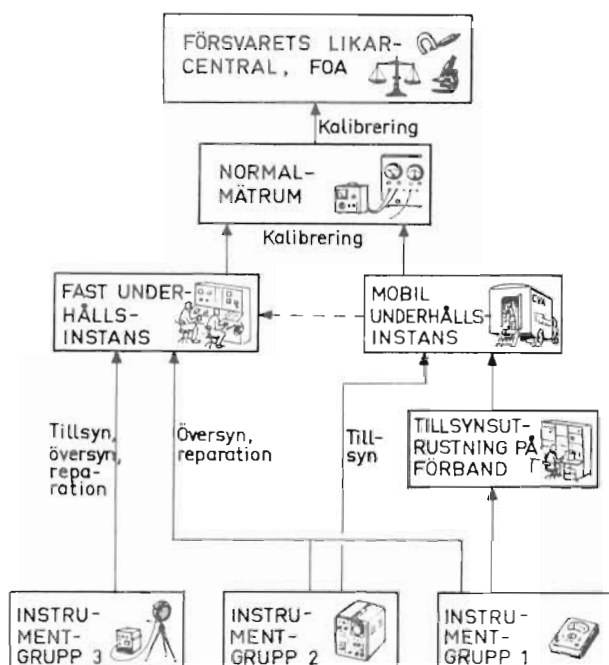 FÖRSVARETS LIKAR-
CENTRAL, FOA
Kalibrering
NORMAL-
MÄTRUM
Kalibrering
FAST UNDER-
HÅLLS-
INSTANS
MOBIL
UNDERHÅLLS-
INSTANS
CVA
Tillsyn,
översyn,
repa-
ration
Översyn,
reparation
Till-
syn
TILLSYNSUT-
RUSTNING PÅ
FÖRBAND
INSTRU-
MENT-
GRUPP 3
INSTRU-
MENT-
GRUPP 2
INSTRU-
MENT-
GRUPP 1